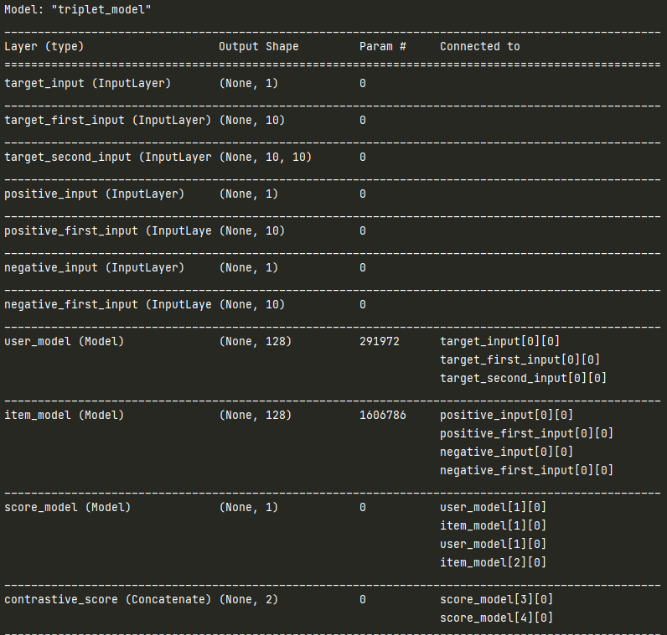 Model: "triplet_model"
Layer (type) Output Shape Param # Connected to
target_input (InputLayer) (None, 1) 0
target_first_input (InputLayer) (None, 10) 0
target_second_input (InputLayer (None, 10, 10) 0
positive_input (InputLayer) (None, 1) 0
positive_first_input (InputLaye (None, 10) 0
negative_input (InputLayer) (None, 1) 0
negative_first_input (InputLaye (None, 10) 0
user_model (Model) (None, 128) 291972 target_input[0][0]
target_first_input[0][0]
target_second_input[0][0]
item_model (Model) (None, 128) 1606786 positive_input[0][0]
positive_first_input[0][0]
negative_input[0][0]
negative_first_input[0][0]
score_model (Model) (None, 1) 0 user_model[1][0]
item_model[1][0]
user_model[1][0]
item_model[2][0]
contrastive_score (Concatenate) (None, 2) 0 score_model[3][0]
score_model[4][0]